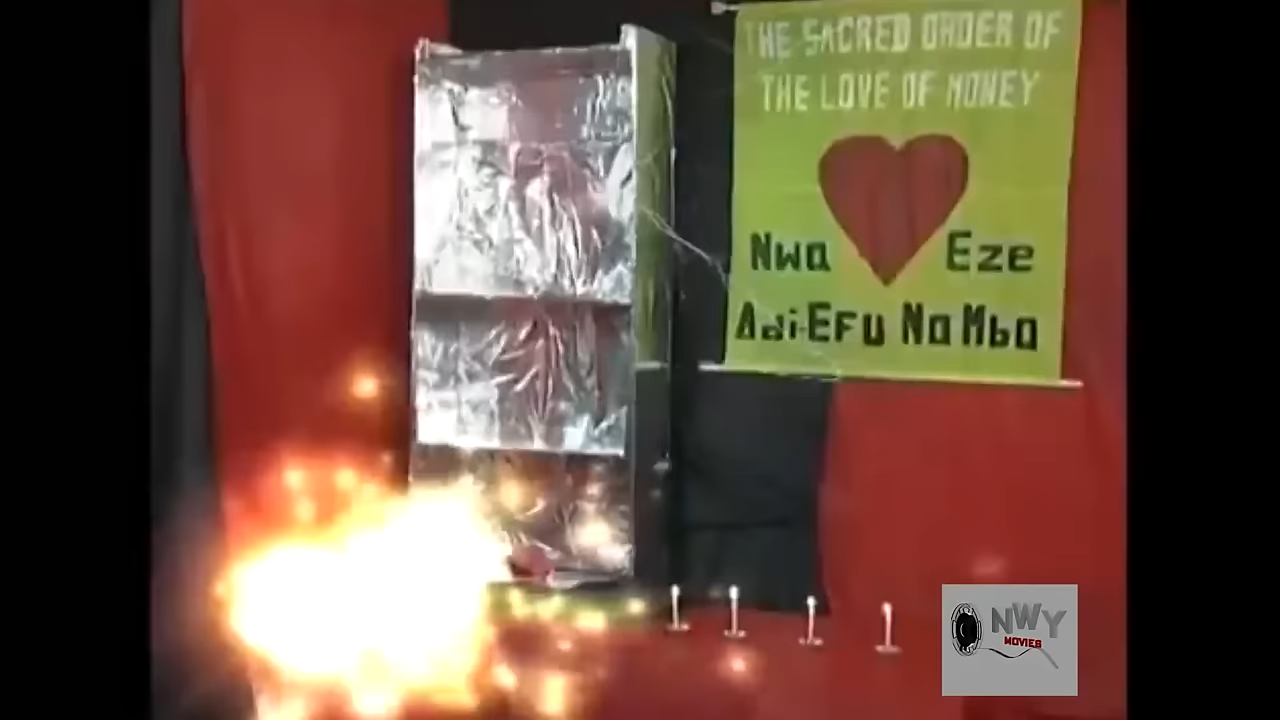 THE SACRED ORDER OF
THE LOVE OF MONEY
Nwa Eze
Adi-EFu Na Mba
NWY
MOVIES